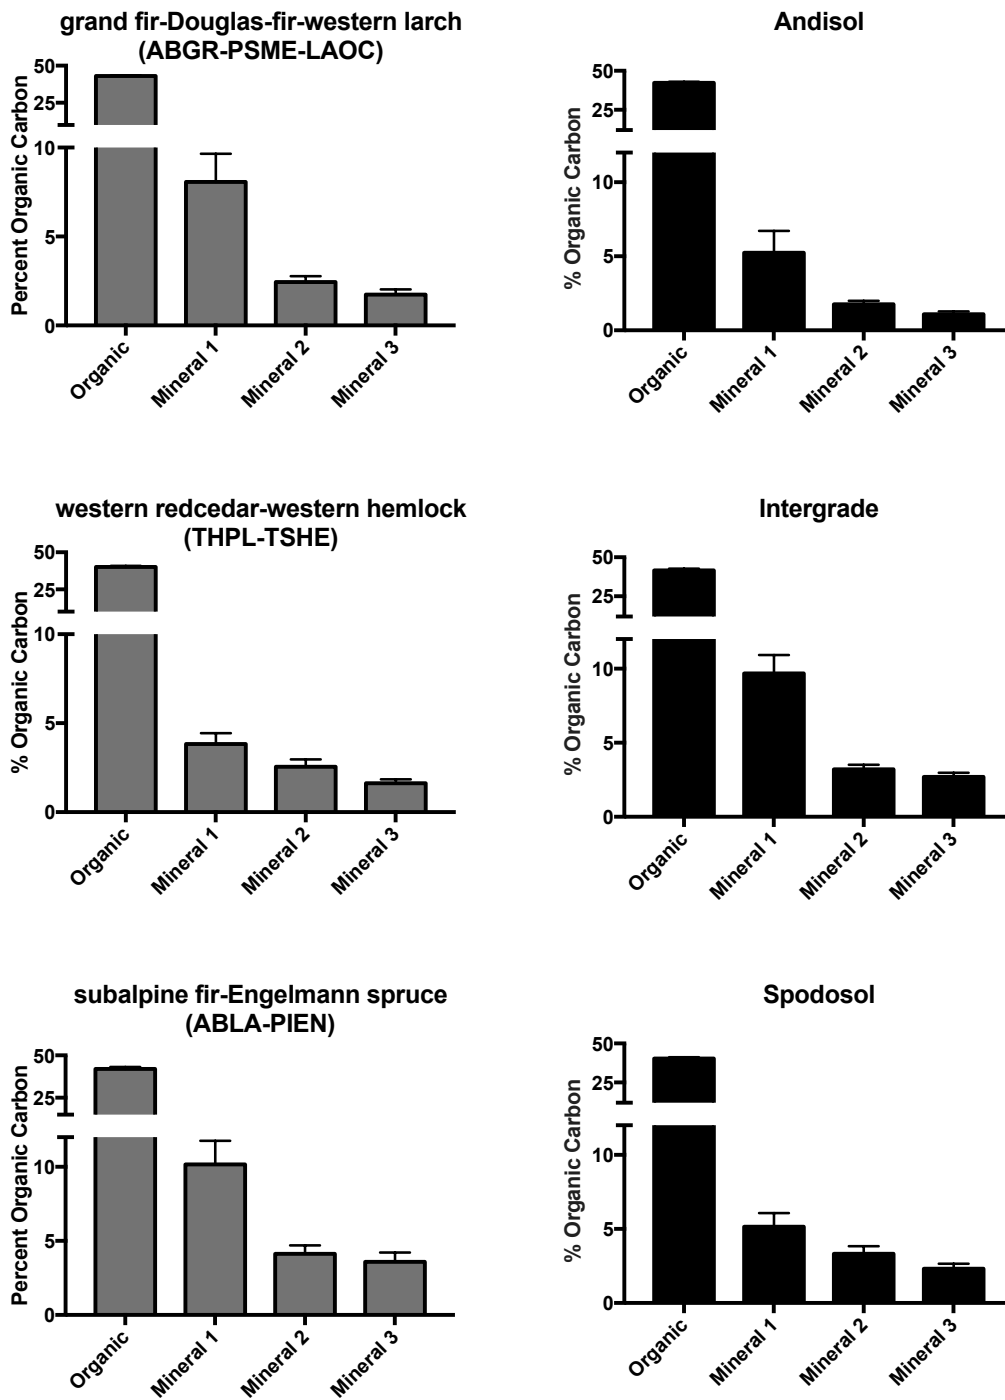 grand fir-Douglas-fir-western larch
(ABGR-PSME-LAOC)
Percent Organic Carbon
50
25
10
5
0
Organic
Mineral 1
Mineral 2
Mineral 3
Andisol
% Organic Carbon
50
25
10
5
0
Organic
Mineral 1
Mineral 2
Mineral 3
western redcedar-western hemlock
(THPL-TSHE)
% Organic Carbon
50
25
10
5
0
Organic
Mineral 1
Mineral 2
Mineral 3
Intergrade
% Organic Carbon
50
25
10
5
0
Organic
Mineral 1
Mineral 2
Mineral 3
subalpine fir-Engelmann spruce
(ABLA-PIEN)
Percent Organic Carbon
50
25
10
5
0
Organic
Mineral 1
Mineral 2
Mineral 3
Spodosol
% Organic Carbon
50
25
10
5
0
Organic
Mineral 1
Mineral 2
Mineral 3